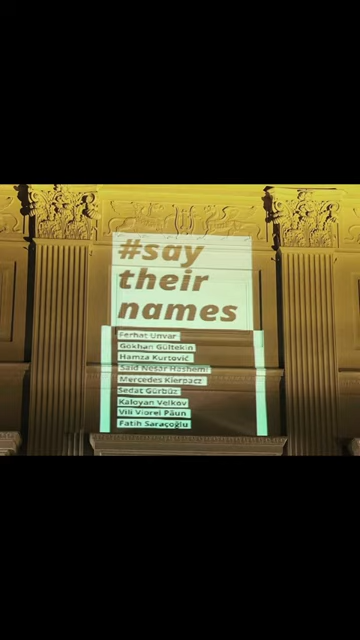 #say
their
names
Ferhat Unvar
Gökhan Gültekin
Hamza Kurtović
Said Nesar Hashemi
Mercedes Kierpacz
Sedat Gürbüz
Kaloyan Velkov
Vili Viorel Păun
Fatih Saraçoğlu